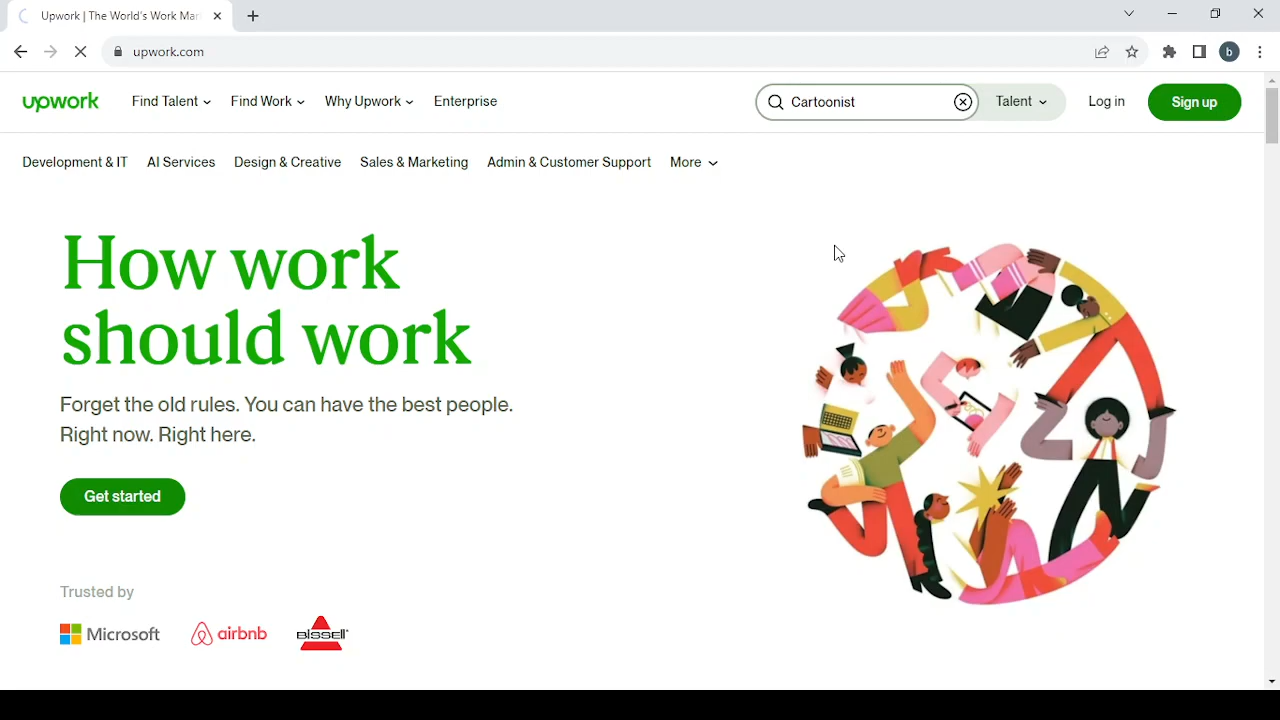 Upwork | The World's Work Mar
upwork.com
b
upwork
Find Talent
Find Work
Why Upwork
Enterprise
Cartoonist
Talent
Log in
Sign up
Development & IT
AI Services
Design & Creative
Sales & Marketing
Admin & Customer Support
More
How work
should work
Forget the old rules. You can have the best people.
Right now. Right here.
Get started
Trusted by
Microsoft
airbnb
BISSELL